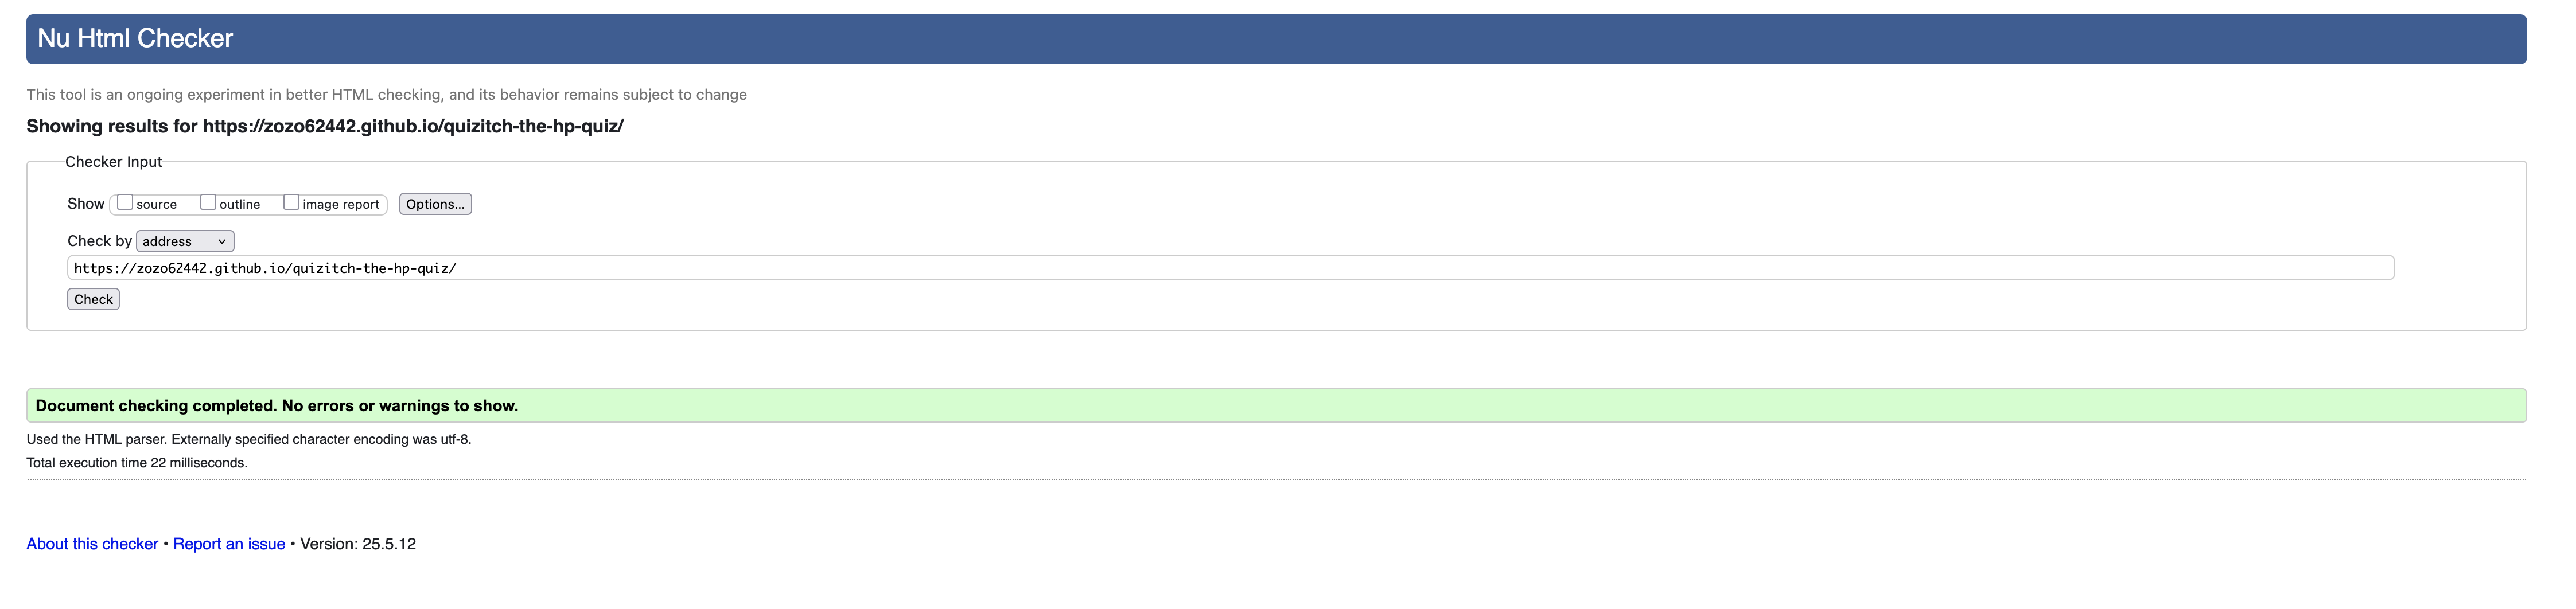 Nu Html Checker
This tool is an ongoing experiment in better HTML checking, and its behavior remains subject to change
Showing results for https://zozo62442.github.io/quizitch-the-hp-quiz/
Checker Input
Show source outline image report Options...
Check by address
https://zozo62442.github.io/quizitch-the-hp-quiz/
Check
Document checking completed. No errors or warnings to show.
Used the HTML parser. Externally specified character encoding was utf-8.
Total execution time 22 milliseconds.
About this checker • Report an issue • Version: 25.5.12